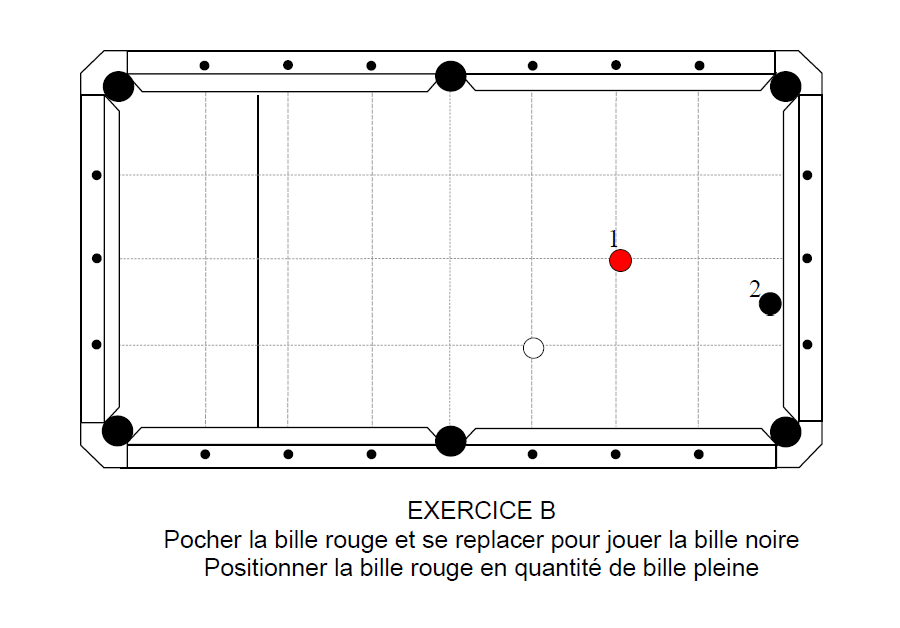 1
2
EXERCICE B
Pocher la bille rouge et se replacer pour jouer la bille noire
Positionner la bille rouge en quantité de bille pleine